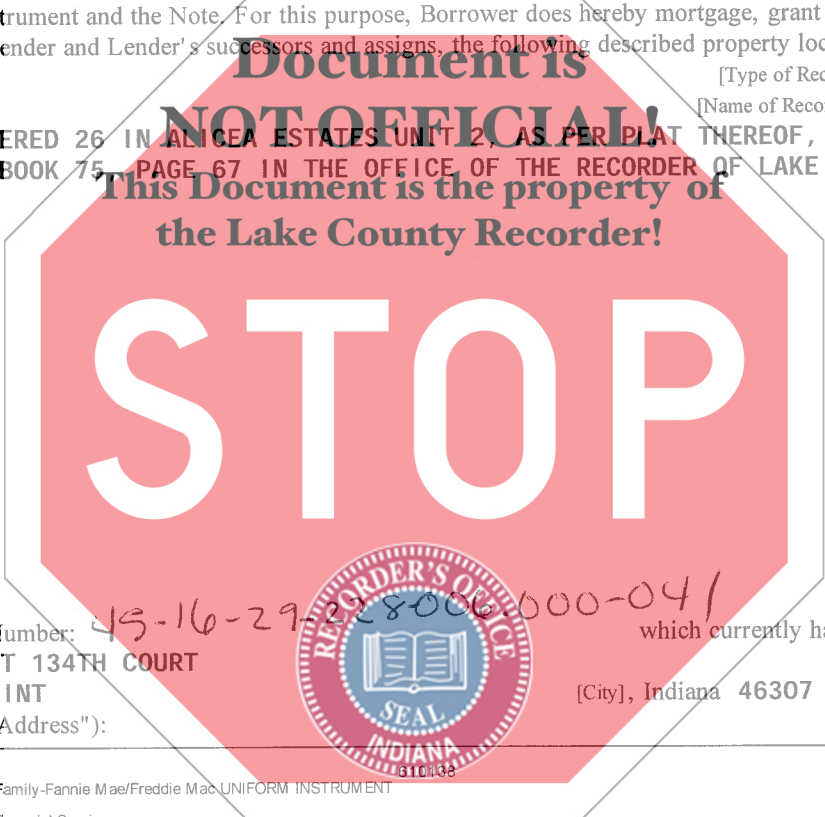 trument and the Note. For this purpose, Borrower does hereby mortgage, grant
ender and Lender's successors and assigns, the following described property loc
Document is
[Type of Rec
[Name of Reco
NOT OFFICIAL!
ERED 26 IN ALICEA ESTATES UNIT 2, AS PER PLAT THEREOF,
BOOK 75, PAGE 67 IN THE OFFICE OF THE RECORDER OF LAKE
This Document is the property of
the Lake County Recorder!
STOP
RECORDER'S OFFICE
SEAL
INDIANA
umber: 45-16-29-228-006.000-041
which currently ha
T 134TH COURT
INT
[City], Indiana 46307
Address"):
610138
amily-Fannie Mae/Freddie Mac UNIFORM INSTRUMENT